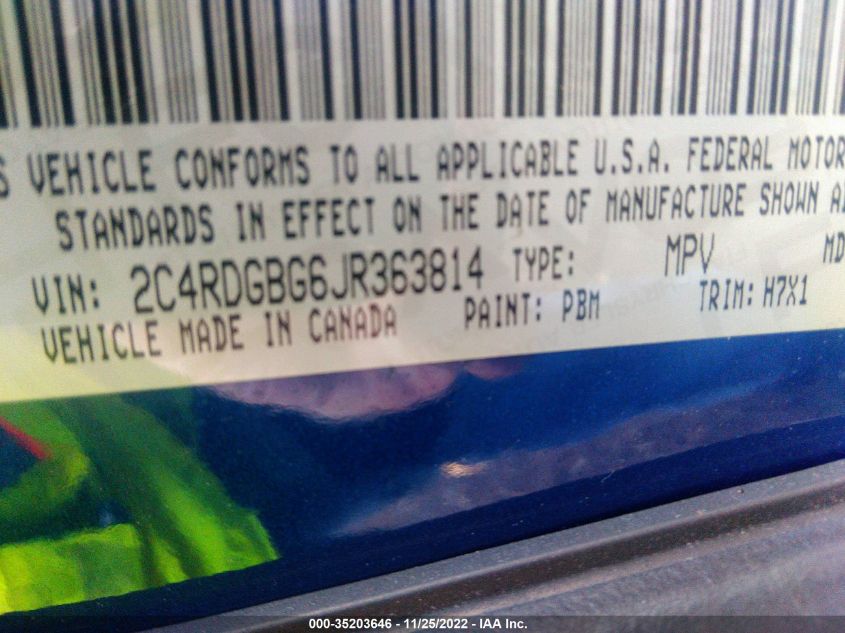 S VEHICLE CONFORMS TO ALL APPLICABLE U.S.A. FEDERAL MOTOR
STANDARDS IN EFFECT ON THE DATE OF MANUFACTURE SHOWN
VIN: 2C4RDGBG6JR363814 TYPE: MPV MD
VEHICLE MADE IN CANADA PAINT: PBM TRIM: H7X1
000-35203646 - 11/25/2022 - IAA Inc.